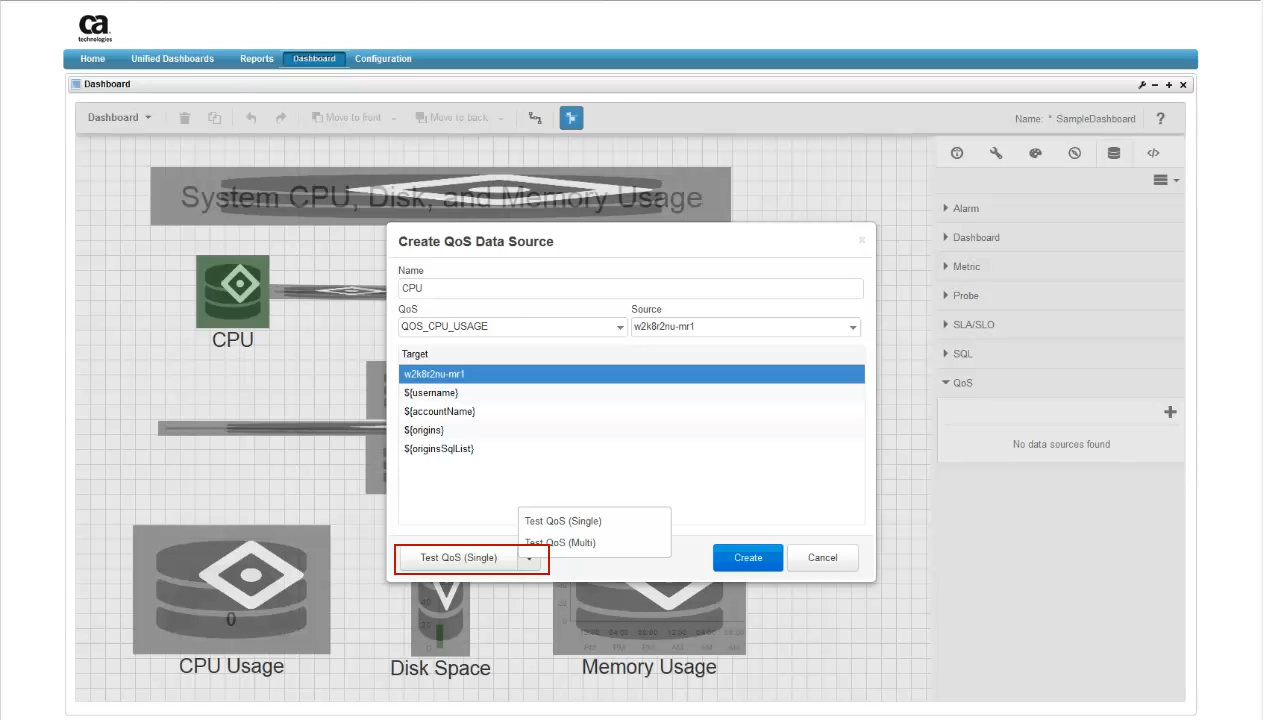 ca
technologies
Home Unified Dashboards Reports Dashboard Configuration
Dashboard
Dashboard Move to front Move to back Name: * SampleDashboard ?
System CPU, Disk, and Memory Usage
Alarm
Create QoS Data Source
Dashboard
Metric
Name
CPU
Probe
QoS Source
QOS_CPU_USAGE w2k8r2nu-mr1
SLA/SLO
CPU
Target
SQL
w2k8r2nu-mr1
QoS
${username}
${accountName}
${origins}
No data sources found
${originsSqlList}
Test QoS (Single)
Test QoS (Multi)
Test QoS (Single) Create Cancel
0
CPU Usage Disk Space Memory Usage